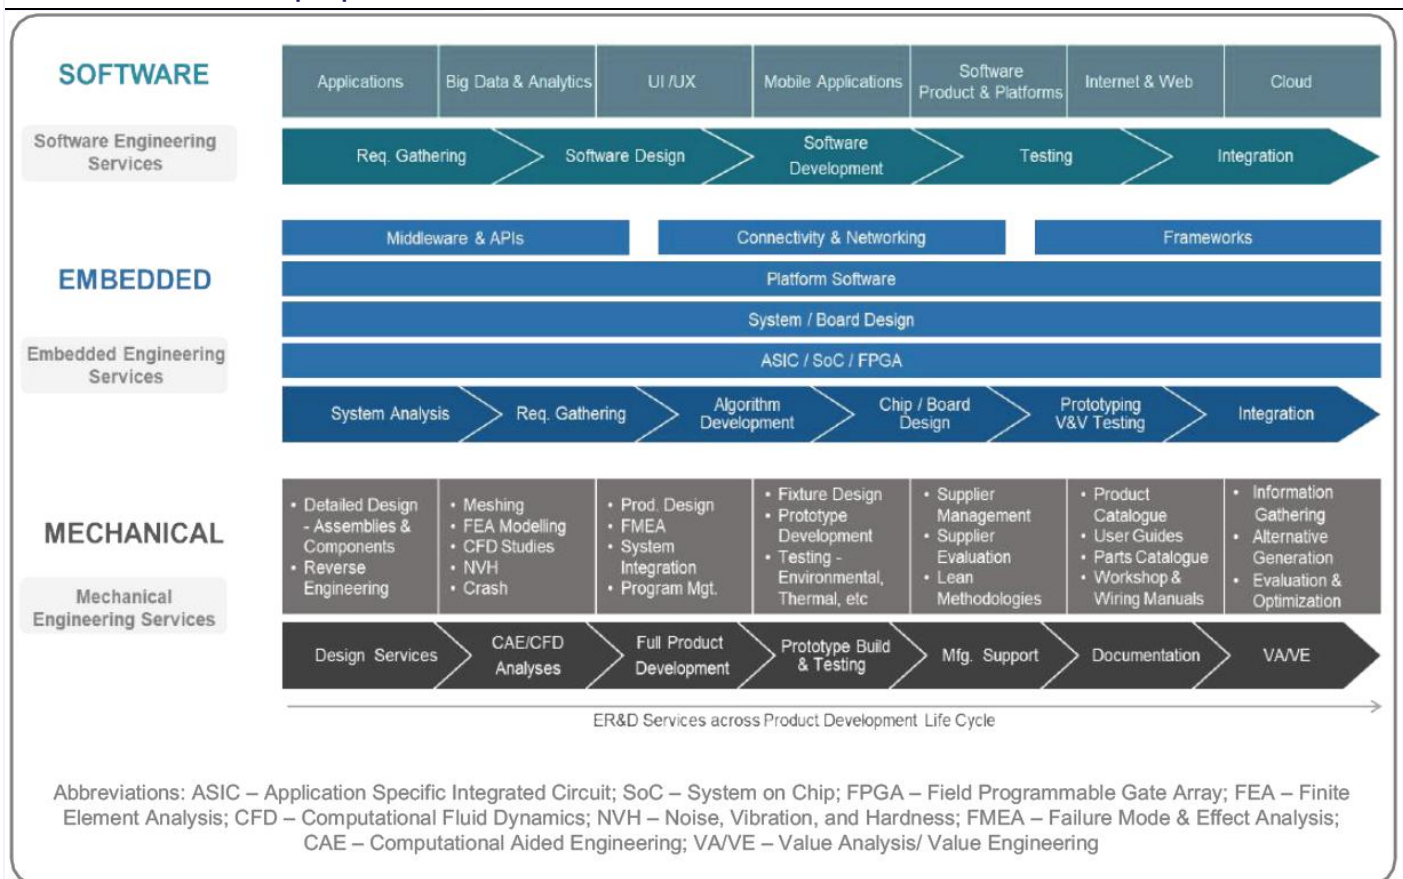 SOFTWARE
Applications
Big Data & Analytics
UI /UX
Mobile Applications
Software
Product & Platforms
Internet & Web
Cloud
Software Engineering
Services
Req. Gathering
Software Design
Software
Development
Testing
Integration
Middleware & APIs
Connectivity & Networking
Frameworks
EMBEDDED
Platform Software
System / Board Design
Embedded Engineering
Services
ASIC / SoC / FPGA
System Analysis
Req. Gathering
Algorithm
Development
Chip / Board
Design
Prototyping
V&V Testing
Integration
MECHANICAL
Mechanical
Engineering Services
• Detailed Design
- Assemblies &
Components
• Reverse
Engineering
• Meshing
• FEA Modelling
• CFD Studies
• NVH
• Crash
• Prod. Design
• FMEA
• System
Integration
• Program Mgt.
• Fixture Design
• Prototype
Development
• Testing -
Environmental,
Thermal, etc
• Supplier
Management
• Supplier
Evaluation
• Lean
Methodologies
• Product
Catalogue
• User Guides
• Parts Catalogue
• Workshop &
Wiring Manuals
• Information
Gathering
• Alternative
Generation
• Evaluation &
Optimization
Design Services
CAE/CFD
Analyses
Full Product
Development
Prototype Build
& Testing
Mfg. Support
Documentation
VA/VE
ER&D Services across Product Development Life Cycle
Abbreviations: ASIC – Application Specific Integrated Circuit; SoC – System on Chip; FPGA – Field Programmable Gate Array; FEA – Finite
Element Analysis; CFD – Computational Fluid Dynamics; NVH – Noise, Vibration, and Hardness; FMEA – Failure Mode & Effect Analysis;
CAE – Computational Aided Engineering; VA/VE – Value Analysis/ Value Engineering